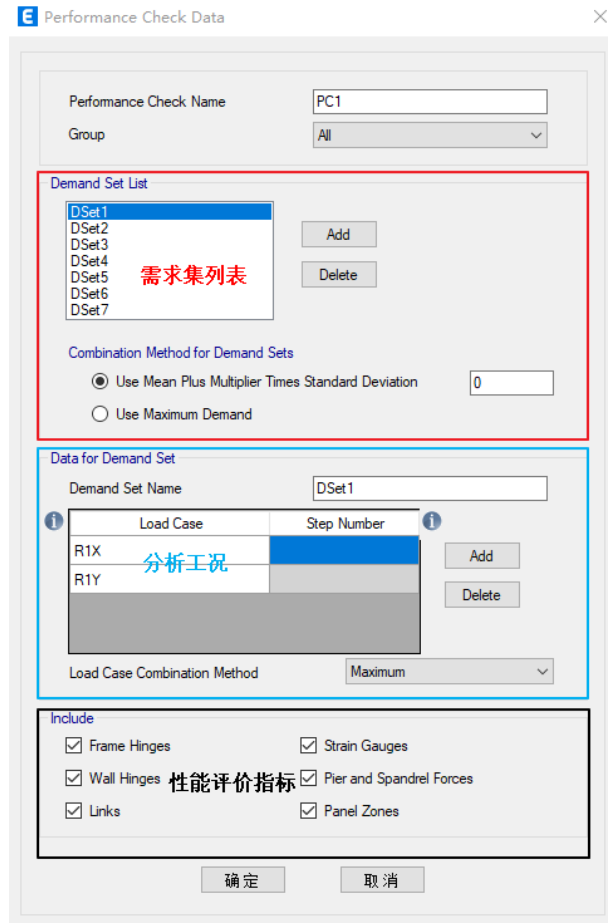 E Performance Check Data
Performance Check Name PC1
Group All
Demand Set List
DSet1
DSet2
DSet3
DSet4
DSet5
DSet6
DSet7
需求集列表
Add
Delete
Combination Method for Demand Sets
Use Mean Plus Multiplier Times Standard Deviation 0
Use Maximum Demand
Data for Demand Set
Demand Set Name DSet1
Load Case Step Number
R1X
R1Y
分析工况
Add
Delete
Load Case Combination Method Maximum
Include
Frame Hinges Strain Gauges
Wall Hinges 性能评价指标 Pier and Spandrel Forces
Links Panel Zones
确定 取消